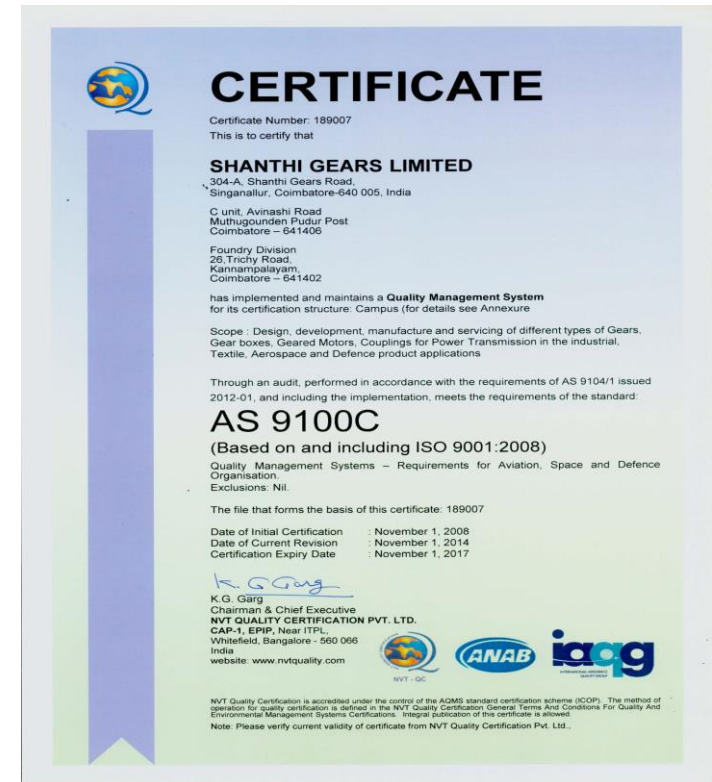 CERTIFICATE
Certificate Number: 189007
This is to certify that
SHANTHI GEARS LIMITED
304-A, Shanthi Gears Road,
Singanallur, Coimbatore-640 005, India
C unit, Avinashi Road
Muthugounden Pudur Post
Coimbatore – 641406
Foundry Division
26,Trichy Road,
Kannampalayam,
Coimbatore – 641402
has implemented and maintains a Quality Management System
for its certification structure: Campus (for details see Annexure
Scope : Design, development, manufacture and servicing of different types of Gears,
Gear boxes, Geared Motors, Couplings for Power Transmission in the industrial,
Textile, Aerospace and Defence product applications
Through an audit, performed in accordance with the requirements of AS 9104/1 issued
2012-01, and including the implementation, meets the requirements of the standard:
AS 9100C
(Based on and including ISO 9001:2008)
Quality Management Systems – Requirements for Aviation, Space and Defence
Organisation.
Exclusions: Nil.
The file that forms the basis of this certificate: 189007
Date of Initial Certification : November 1, 2008
Date of Current Revision : November 1, 2014
Certification Expiry Date : November 1, 2017
K. G Garg
K.G. Garg
Chairman & Chief Executive
NVT QUALITY CERTIFICATION PVT. LTD.
CAP-1, EPIP, Near ITPL,
Whitefield, Bangalore - 560 066
India
website: www.nvtquality.com
NVT - QC
ANAB
iaqg
INTERNATIONAL AEROSPACE
QUALITY GROUP
NVT Quality Certification is accredited under the control of the AQMS standard certification scheme (ICOP). The method of
operation for quality certification is defined in the NVT Quality Certification General Terms And Conditions For Quality And
Environmental Management Systems Certifications. Integral publication of this certificate is allowed.
Note: Please verify current validity of certificate from NVT Quality Certification Pvt. Ltd.,